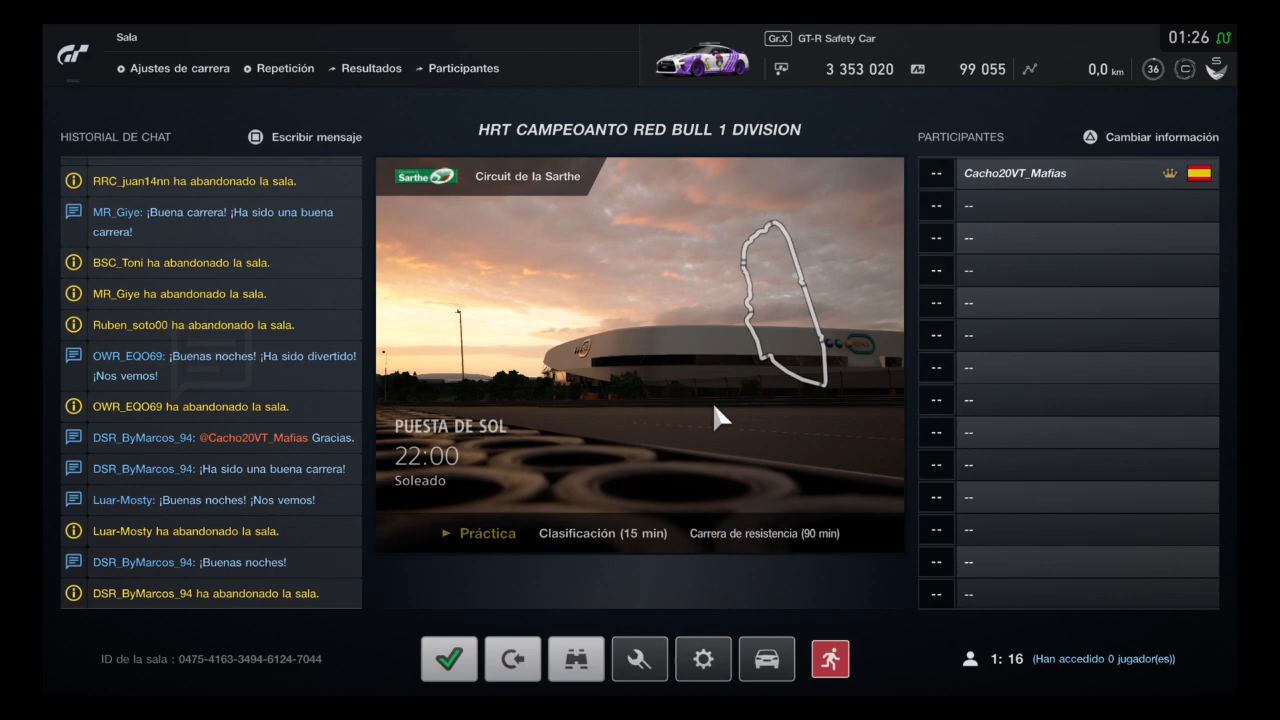 Sala
Ajustes de carrera Repetición Resultados Participantes
Gr.X GT-R Safety Car
3 353 020 99 055 0,0 km 36
01:26
S
HISTORIAL DE CHAT Escribir mensaje
RRC_juan14nn ha abandonado la sala.
MR_Giye: ¡Buena carrera! ¡Ha sido una buena
carrera!
BSC_Toni ha abandonado la sala.
MR_Giye ha abandonado la sala.
Ruben_soto00 ha abandonado la sala.
OWR_EQO69: ¡Buenas noches! ¡Ha sido divertido!
¡Nos vemos!
OWR_EQO69 ha abandonado la sala.
DSR_ByMarcos_94: @Cacho20VT_Mafias Gracias.
DSR_ByMarcos_94: ¡Ha sido una buena carrera!
Luar-Mosty: ¡Buenas noches! ¡Nos vemos!
Luar-Mosty ha abandonado la sala.
DSR_ByMarcos_94: ¡Buenas noches!
DSR_ByMarcos_94 ha abandonado la sala.
ID de la sala : 0475-4163-3494-6124-7044
HRT CAMPEOANTO RED BULL 1 DIVISION
Sarthe Circuit de la Sarthe
PUESTA DE SOL
22:00
Soleado
Práctica Clasificación (15 min) Carrera de resistencia (90 min)
PARTICIPANTES Cambiar información
-- Cacho20VT_Mafias
-- --
-- --
-- --
-- --
-- --
-- --
-- --
-- --
-- --
-- --
-- --
-- --
-- --
1: 16 (Han accedido 0 jugador(es))